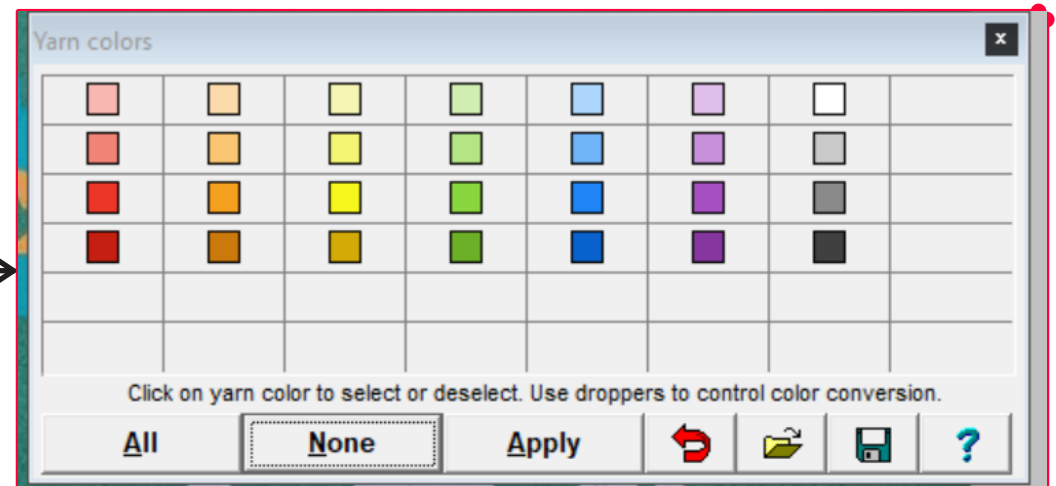 Yarn colors
x
Click on yarn color to select or deselect. Use droppers to control color conversion.
All None Apply ?